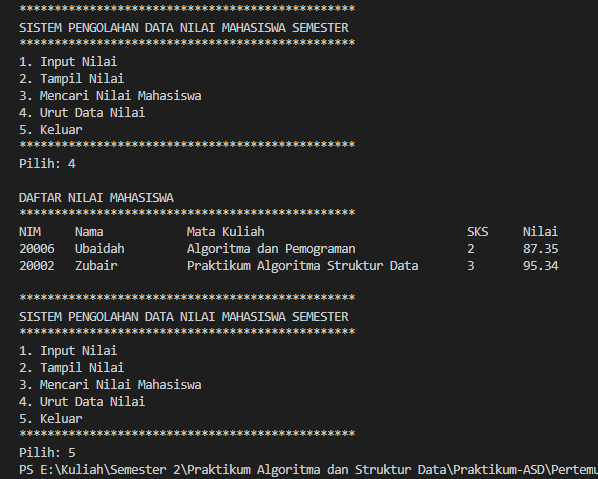 ************************************************
SISTEM PENGOLAHAN DATA NILAI MAHASISWA SEMESTER
************************************************
1. Input Nilai
2. Tampil Nilai
3. Mencari Nilai Mahasiswa
4. Urut Data Nilai
5. Keluar
************************************************
Pilih: 4
DAFTAR NILAI MAHASISWA
************************************************
NIM Nama Mata Kuliah SKS Nilai
20006 Ubaidah Algoritma dan Pemograman 2 87.35
20002 Zubair Praktikum Algoritma Struktur Data 3 95.34
************************************************
SISTEM PENGOLAHAN DATA NILAI MAHASISWA SEMESTER
************************************************
1. Input Nilai
2. Tampil Nilai
3. Mencari Nilai Mahasiswa
4. Urut Data Nilai
5. Keluar
************************************************
Pilih: 5
PS E:\Kuliah\Semester 2\Praktikum Algoritma dan Struktur Data\Praktikum-ASD\Pertemu